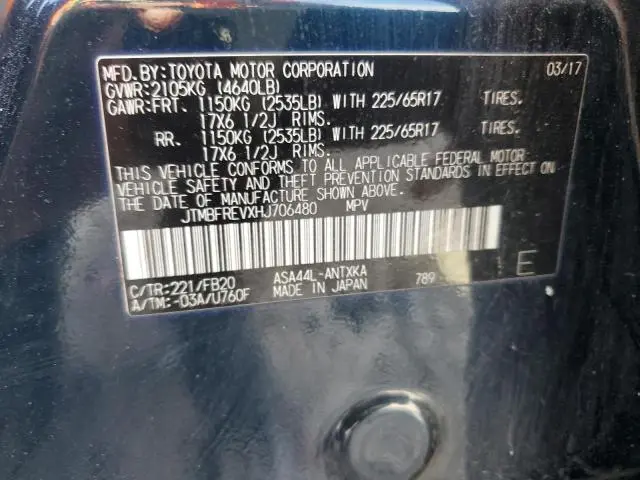 MFD. BY: TOYOTA MOTOR CORPORATION 03/17
GVWR: 2105KG (4640LB)
GAWR: FRT. 1150KG (2535LB) WITH 225/65R17 TIRES.
17X6 1/2J RIMS.
RR. 1150KG (2535LB) WITH 225/65R17 TIRES.
17X6 1/2J RIMS.
THIS VEHICLE CONFORMS TO ALL APPLICABLE FEDERAL MOTOR
VEHICLE SAFETY AND THEFT PREVENTION STANDARDS IN EFFECT ON
THE DATE OF MANUFACTURE SHOWN ABOVE.
JTMBFREVXHJ706480 MPV
C/TR: 221/FB20 ASA44L-ANTXKA 789 E
A/TM: -03A/U760F MADE IN JAPAN